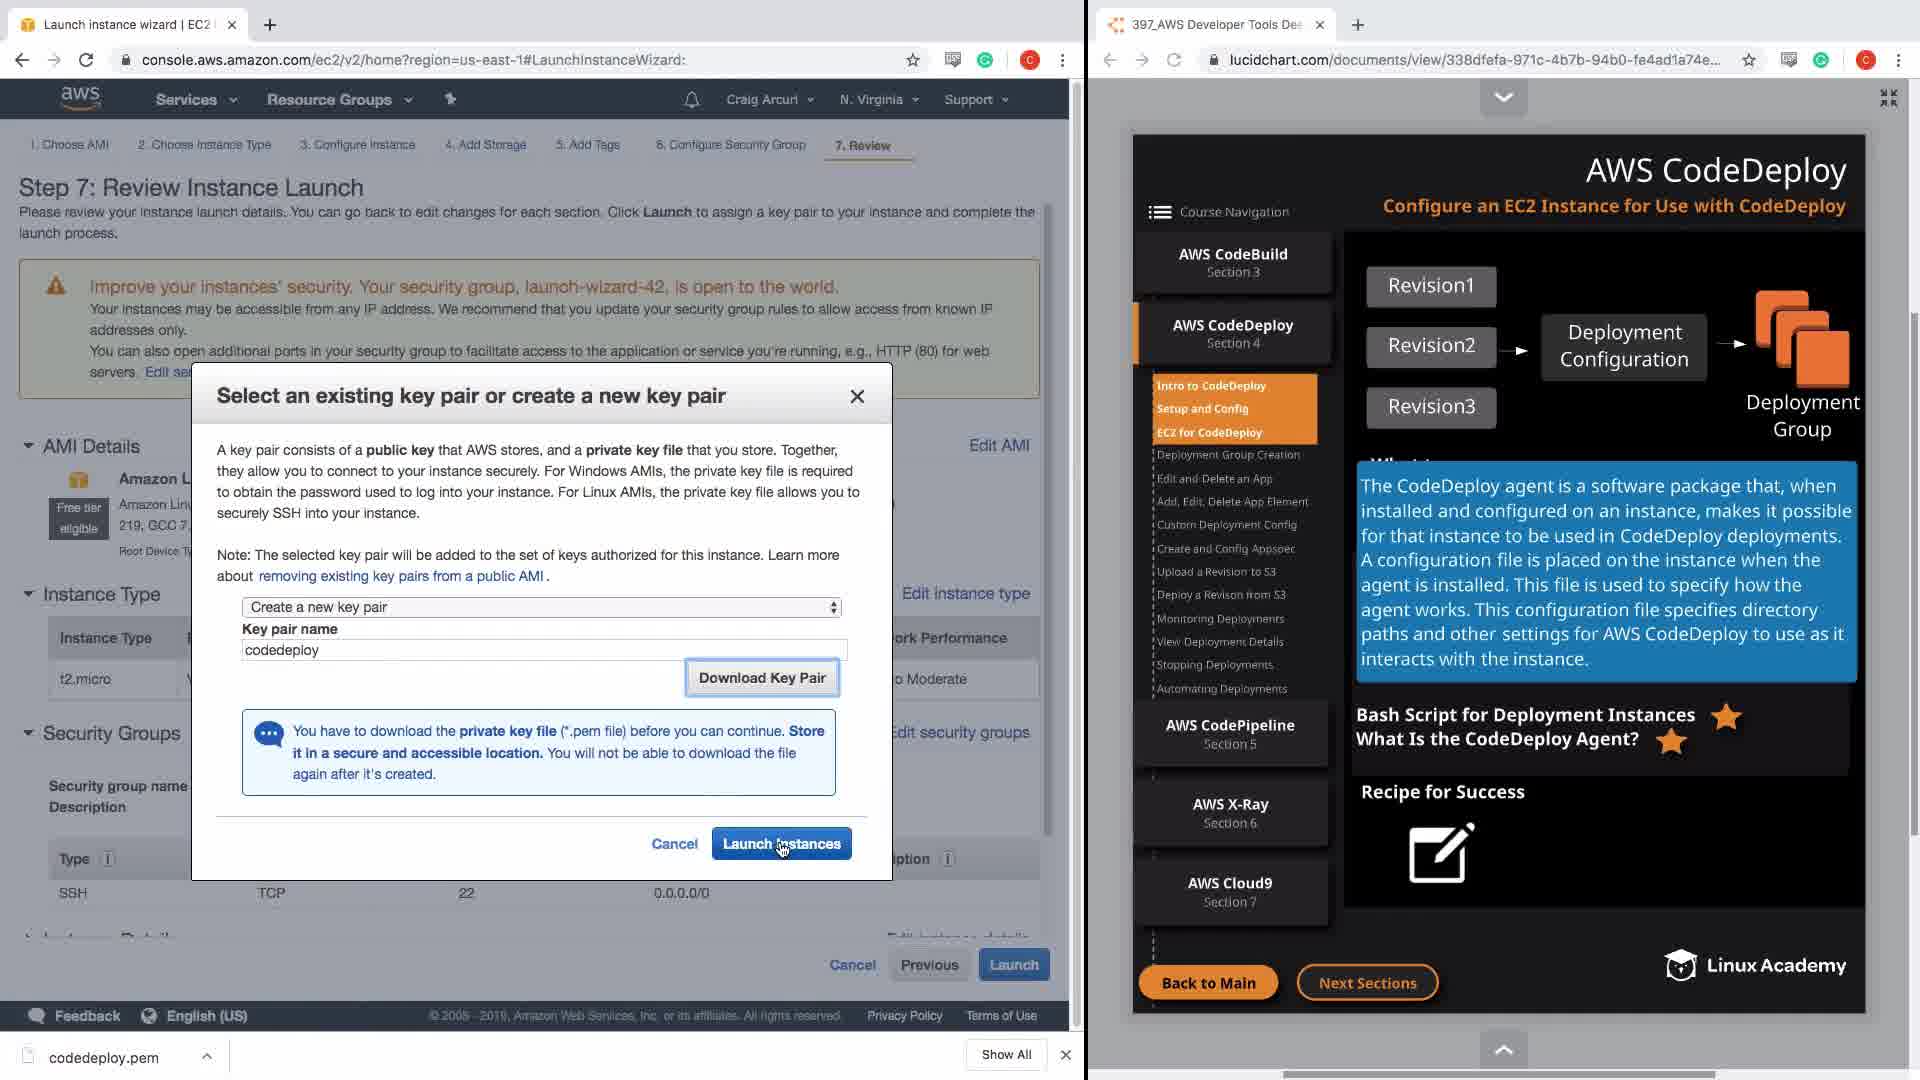 Launch instance wizard | EC2
console.aws.amazon.com/ec2/v2/home?region=us-east-1#LaunchInstanceWizard:
C
aws
Services
Resource Groups
Craig Arcuri
N. Virginia
Support
1. Choose AMI
2. Choose Instance Type
3. Configure Instance
4. Add Storage
5. Add Tags
6. Configure Security Group
7. Review
Step 7: Review Instance Launch
Please review your instance launch details. You can go back to edit changes for each section. Click Launch to assign a key pair to your instance and complete the
launch process.
Improve your instances' security. Your security group, launch-wizard-42, is open to the world.
Your instances may be accessible from any IP address. We recommend that you update your security group rules to allow access from known IP
addresses only.
You can also open additional ports in your security group to facilitate access to the application or service you're running, e.g., HTTP (80) for web
servers. Edit se
AMI Details
Edit AMI
Amazon L
Free tier
eligible
Amazon Lin
219, GCC 7.
Root Device Ty
Instance Type
Edit instance type
Instance Type
ork Performance
t2.micro
o Moderate
Security Groups
Edit security groups
Security group name
Description
Type
iption
SSH
TCP
22
0.0.0.0/0
Edit instance details
Cancel
Previous
Launch
Select an existing key pair or create a new key pair
A key pair consists of a public key that AWS stores, and a private key file that you store. Together,
they allow you to connect to your instance securely. For Windows AMIs, the private key file is required
to obtain the password used to log into your instance. For Linux AMIs, the private key file allows you to
securely SSH into your instance.
Note: The selected key pair will be added to the set of keys authorized for this instance. Learn more
about removing existing key pairs from a public AMI .
Create a new key pair
Key pair name
codedeploy
Download Key Pair
You have to download the private key file (*.pem file) before you can continue. Store
it in a secure and accessible location. You will not be able to download the file
again after it's created.
Cancel
Launch Instances
Feedback
English (US)
© 2008 - 2019, Amazon Web Services, Inc. or its affiliates. All rights reserved.
Privacy Policy
Terms of Use
codedeploy.pem
Show All
397_AWS Developer Tools Dee
lucidchart.com/documents/view/338dfefa-971c-4b7b-94b0-fe4ad1a74e...
C
AWS CodeDeploy
Configure an EC2 Instance for Use with CodeDeploy
Course Navigation
AWS CodeBuild
Section 3
AWS CodeDeploy
Section 4
Intro to CodeDeploy
Setup and Config
EC2 for CodeDeploy
Deployment Group Creation
Edit and Delete an App
Add, Edit, Delete App Element
Custom Deployment Config
Create and Config Appspec
Upload a Revision to S3
Deploy a Revison from S3
Monitoring Deployments
View Deployment Details
Stopping Deployments
Automating Deployments
AWS CodePipeline
Section 5
AWS X-Ray
Section 6
AWS Cloud9
Section 7
Revision1
Revision2
Revision3
Deployment
Configuration
Deployment
Group
The CodeDeploy agent is a software package that, when
installed and configured on an instance, makes it possible
for that instance to be used in CodeDeploy deployments.
A configuration file is placed on the instance when the
agent is installed. This file is used to specify how the
agent works. This configuration file specifies directory
paths and other settings for AWS CodeDeploy to use as it
interacts with the instance.
Bash Script for Deployment Instances
What Is the CodeDeploy Agent?
Recipe for Success
Back to Main
Next Sections
Linux Academy